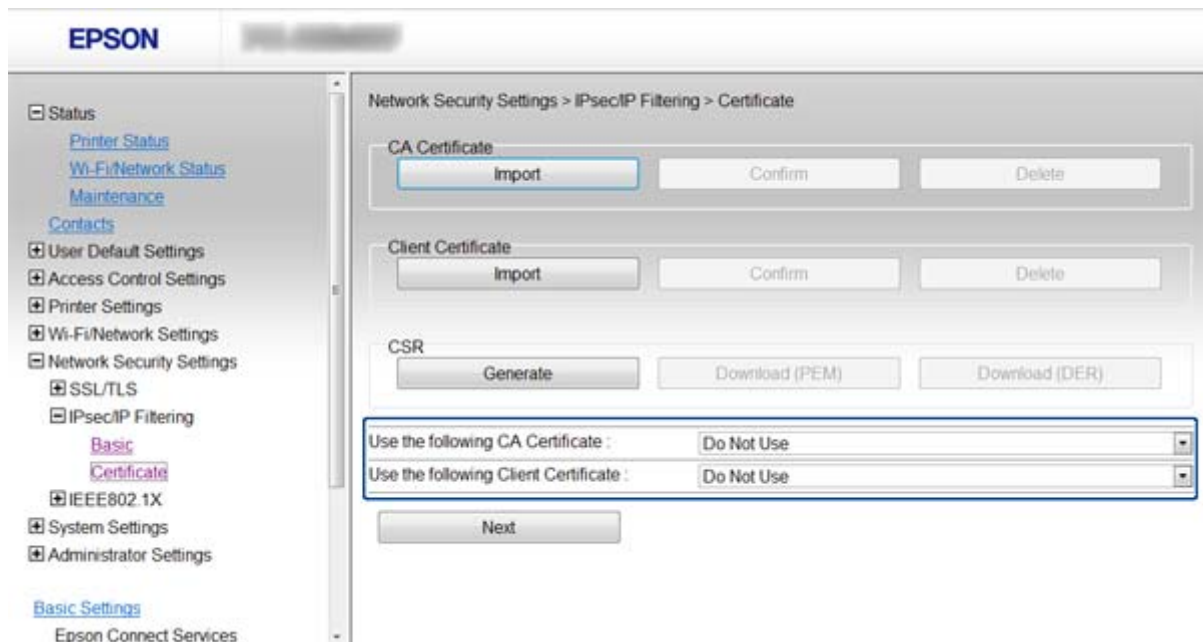 EPSON
Status
Printer Status
Wi-Fi/Network Status
Maintenance
Contacts
User Default Settings
Access Control Settings
Printer Settings
Wi-Fi/Network Settings
Network Security Settings
SSL/TLS
IPsec/IP Filtering
Basic
Certificate
IEEE802.1X
System Settings
Administrator Settings
Basic Settings
Epson Connect Services
Network Security Settings > IPsec/IP Filtering > Certificate
CA Certificate
Import Confirm Delete
Client Certificate
Import Confirm Delete
CSR
Generate Download (PEM) Download (DER)
Use the following CA Certificate : Do Not Use
Use the following Client Certificate : Do Not Use
Next